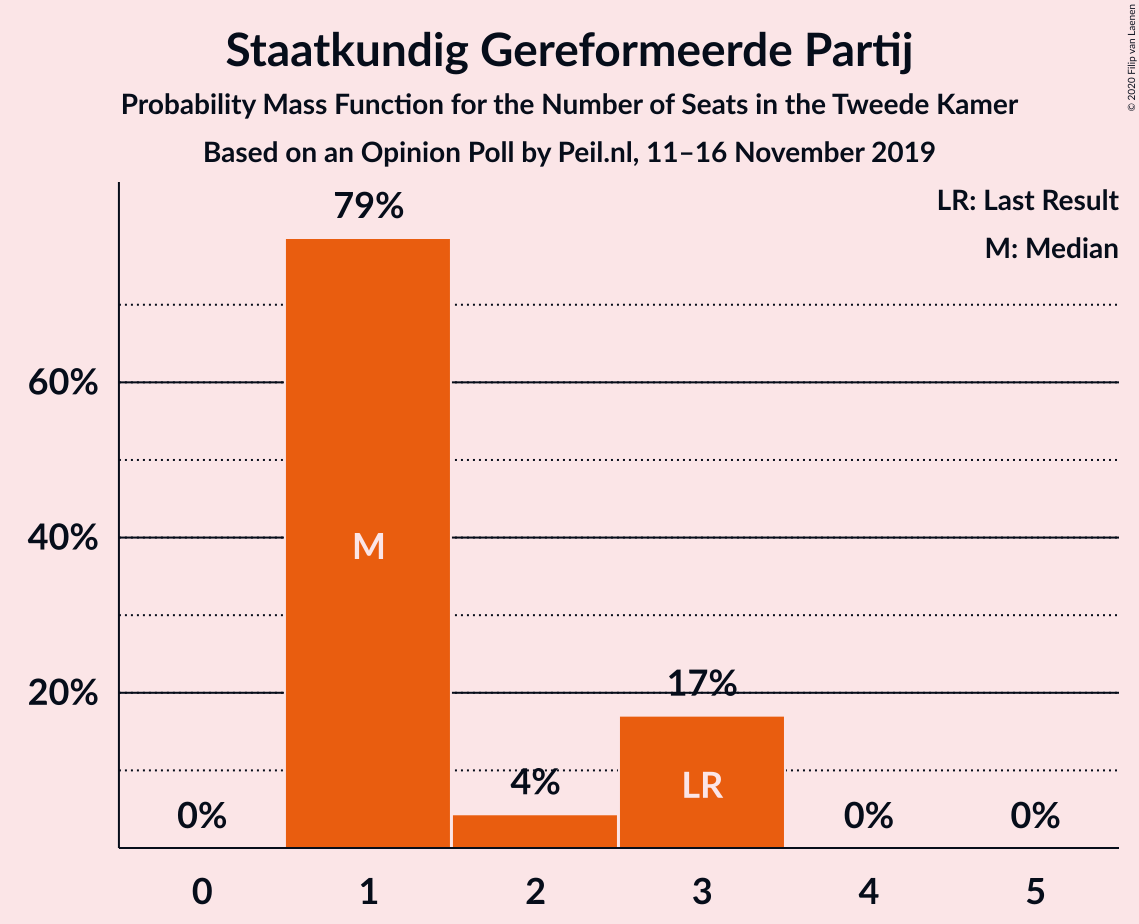 Staatkundig Gereformeerde Partij
Probability Mass Function for the Number of Seats in the Tweede Kamer
Based on an Opinion Poll by Peil.nl, 11–16 November 2019
© 2020 Filip van Laenen
LR: Last Result
M: Median
79%
60%
40%
20%
M
17%
LR
4%
0%
0%
0%
0
1
2
3
4
5